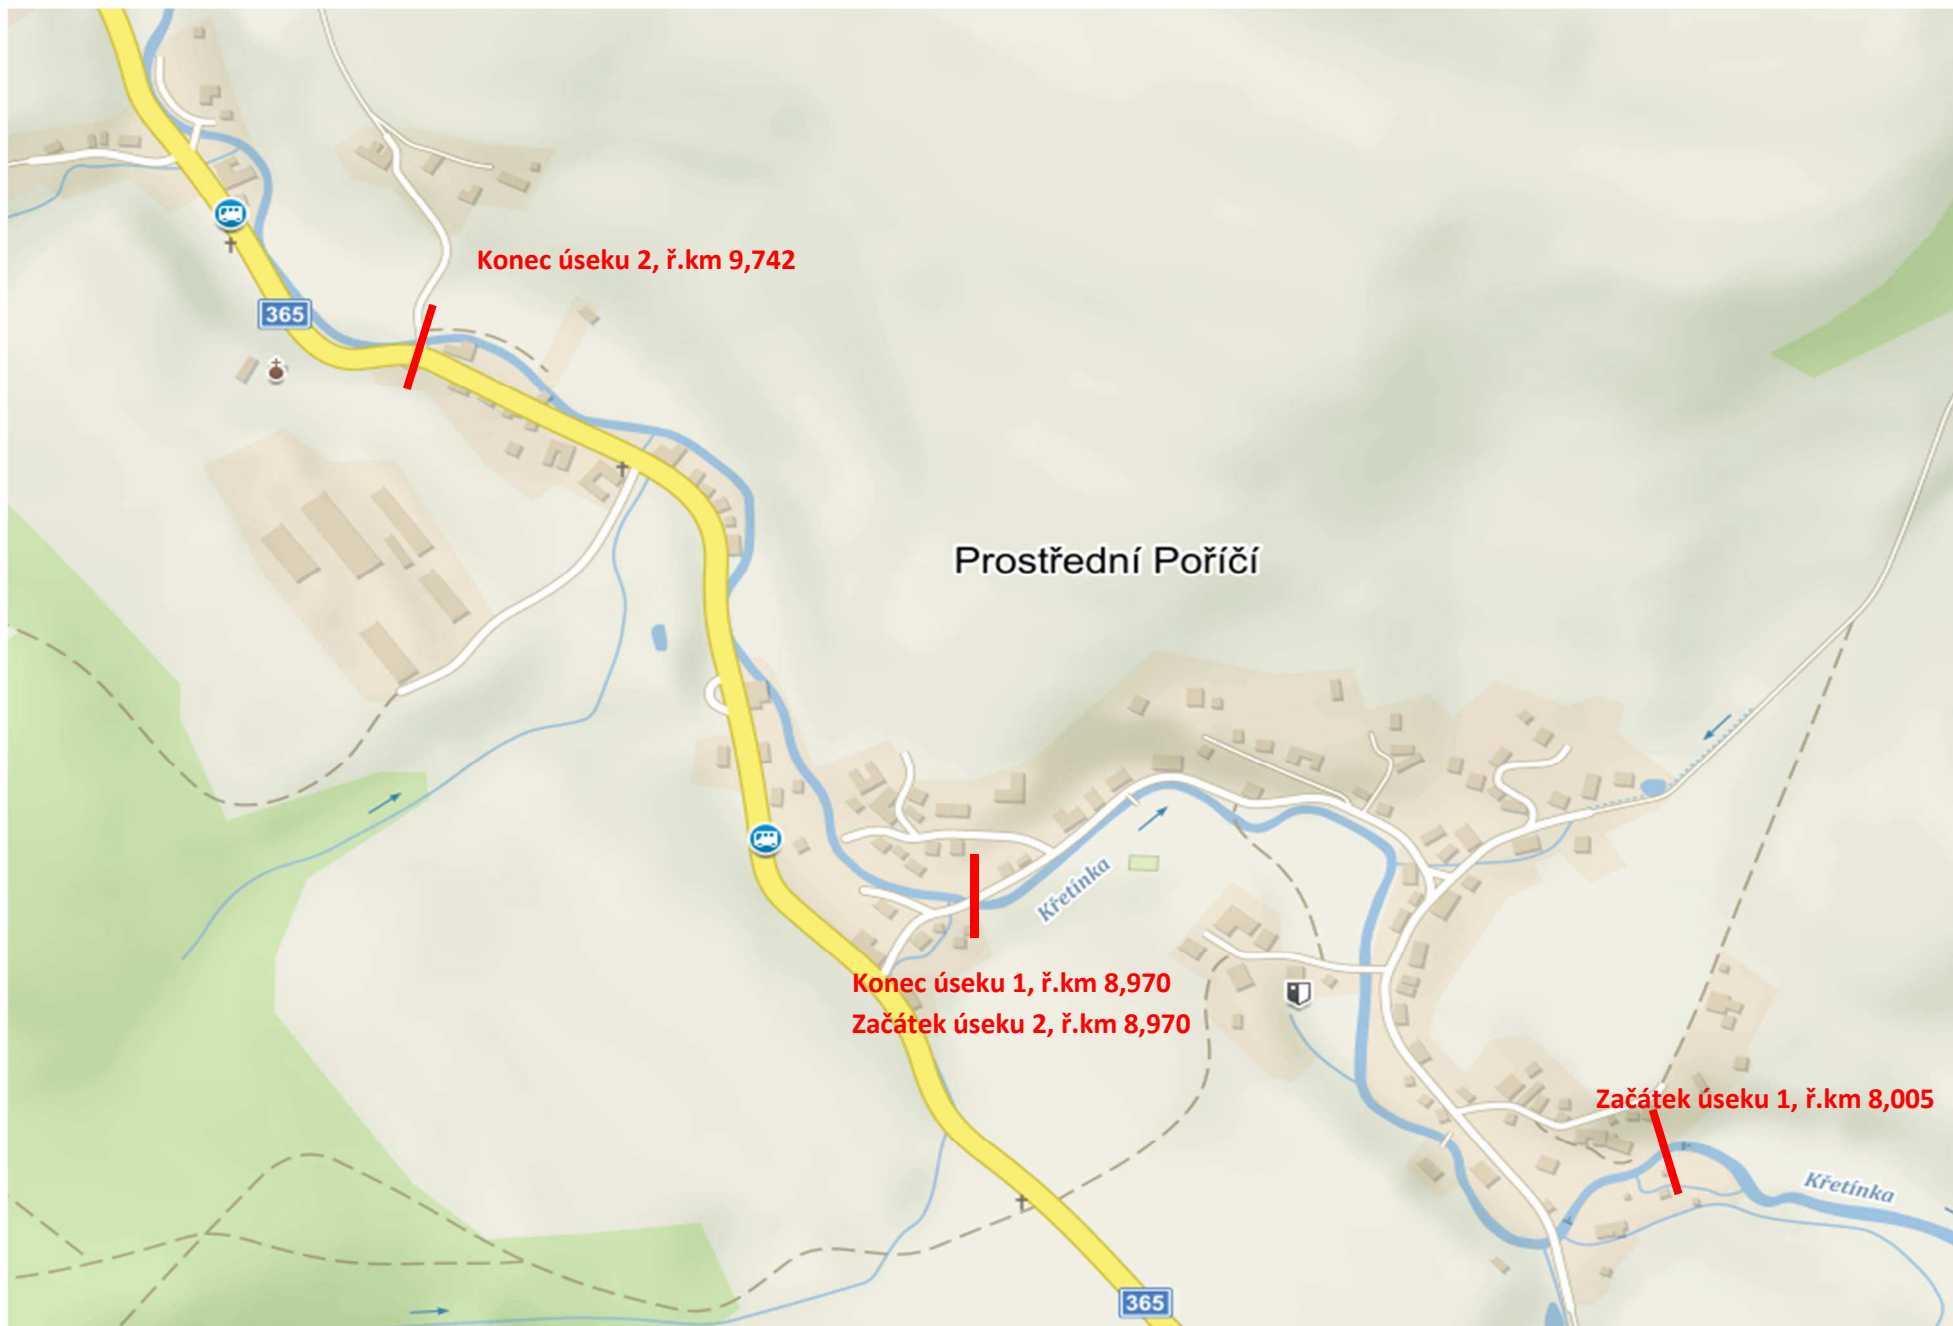 Konec úseku 2, ř.km 9,742
365
Prostřední Poříčí
Křetínka
Konec úseku 1, ř.km 8,970
Začátek úseku 2, ř.km 8,970
Začátek úseku 1, ř.km 8,005
Křetínka
365